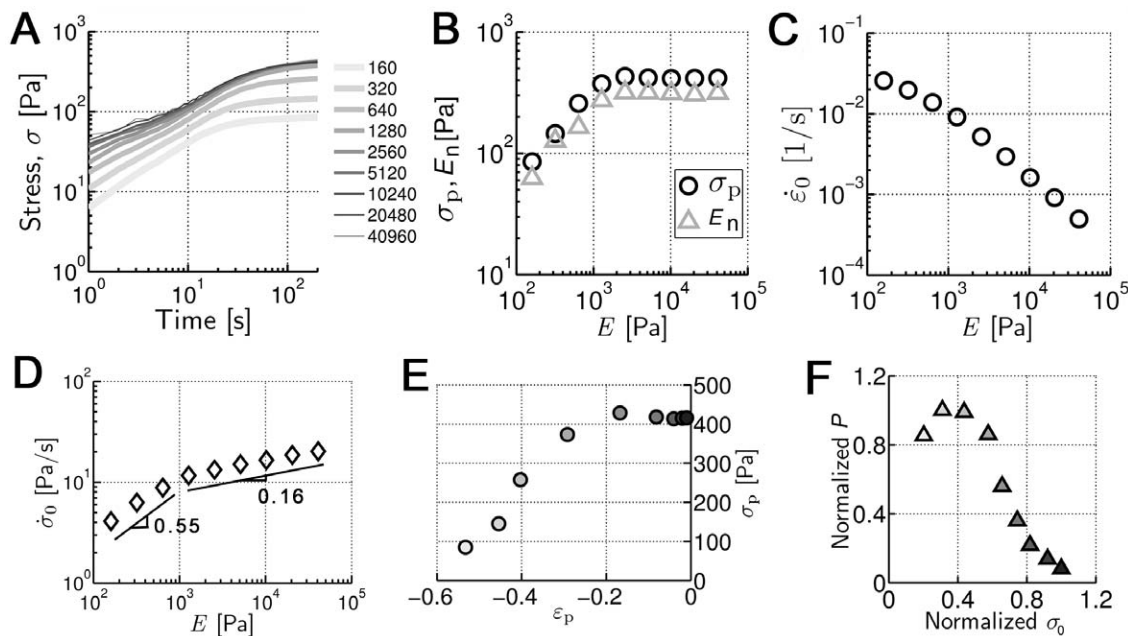 A
10³
10²
10¹
10⁰
Stress, σ [Pa]
10⁰ 10¹ 10²
Time [s]
160
320
640
1280
2560
5120
10240
20480
40960
B
10³
10²
10¹
σₚ, Eₙ [Pa]
σₚ
Eₙ
10² 10³ 10⁴ 10⁵
E [Pa]
C
10⁻¹
10⁻²
10⁻³
10⁻⁴
ε̇₀ [1/s]
10² 10³ 10⁴ 10⁵
E [Pa]
D
10²
10¹
10⁰
σ̇₀ [Pa/s]
0.55
0.16
10² 10³ 10⁴ 10⁵
E [Pa]
E
500
400
300
200
100
0
σₚ [Pa]
−0.6 −0.4 −0.2 0
εₚ
F
1.2
0.8
0.4
0
Normalized P
0 0.4 0.8 1.2
Normalized σ₀